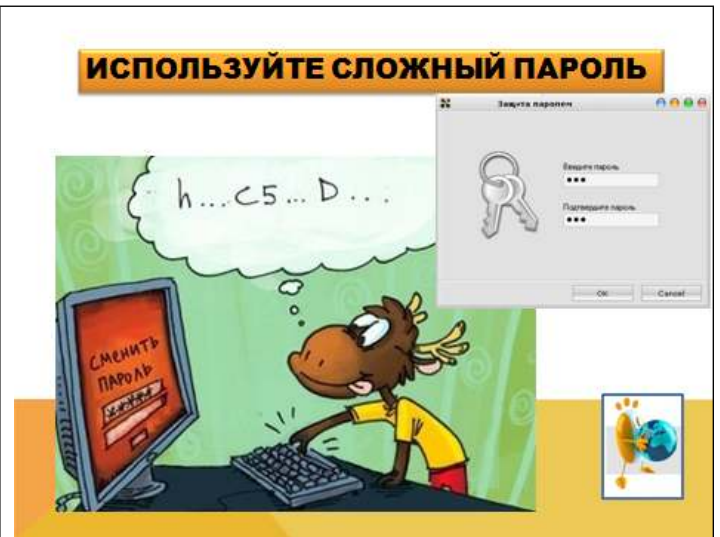 ИСПОЛЬЗУЙТЕ СЛОЖНЫЙ ПАРОЛЬ
Защита паролем
Введите пароль
•••
Подтвердите пароль
•••
OK Cancel
h...C5...D...
СМЕНИТЬ
ПАРОЛЬ